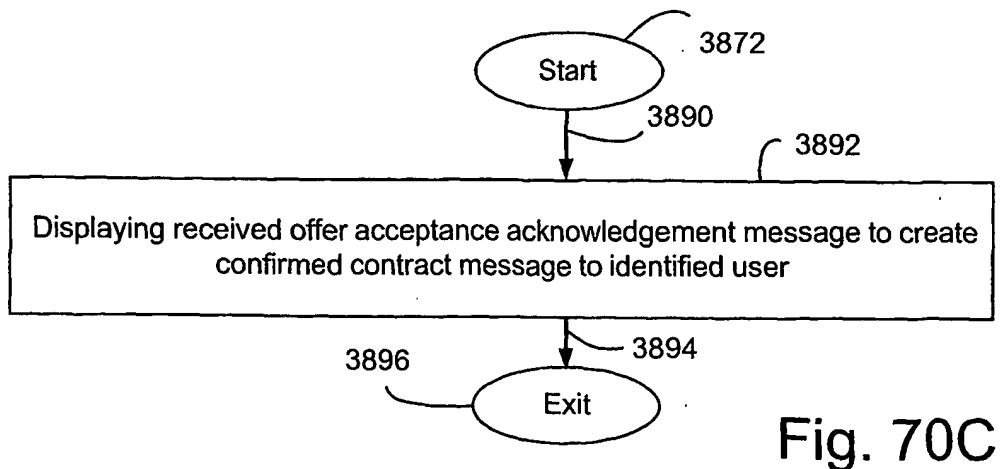 3872
Start
3890
3892
Displaying received offer acceptance acknowledgement message to create
confirmed contract message to identified user
3894
3896
Exit
Fig. 70C